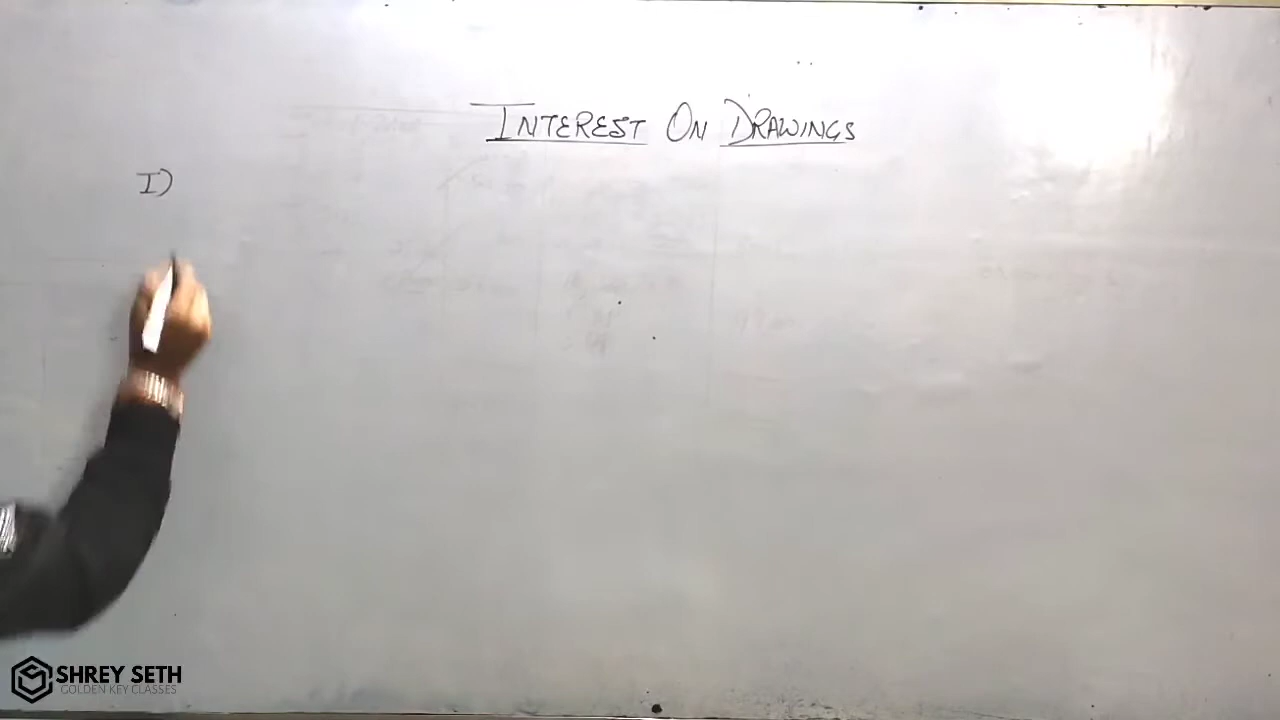 INTEREST ON DRAWINGS
I)
SHREY SETH
GOLDEN KEY CLASSES